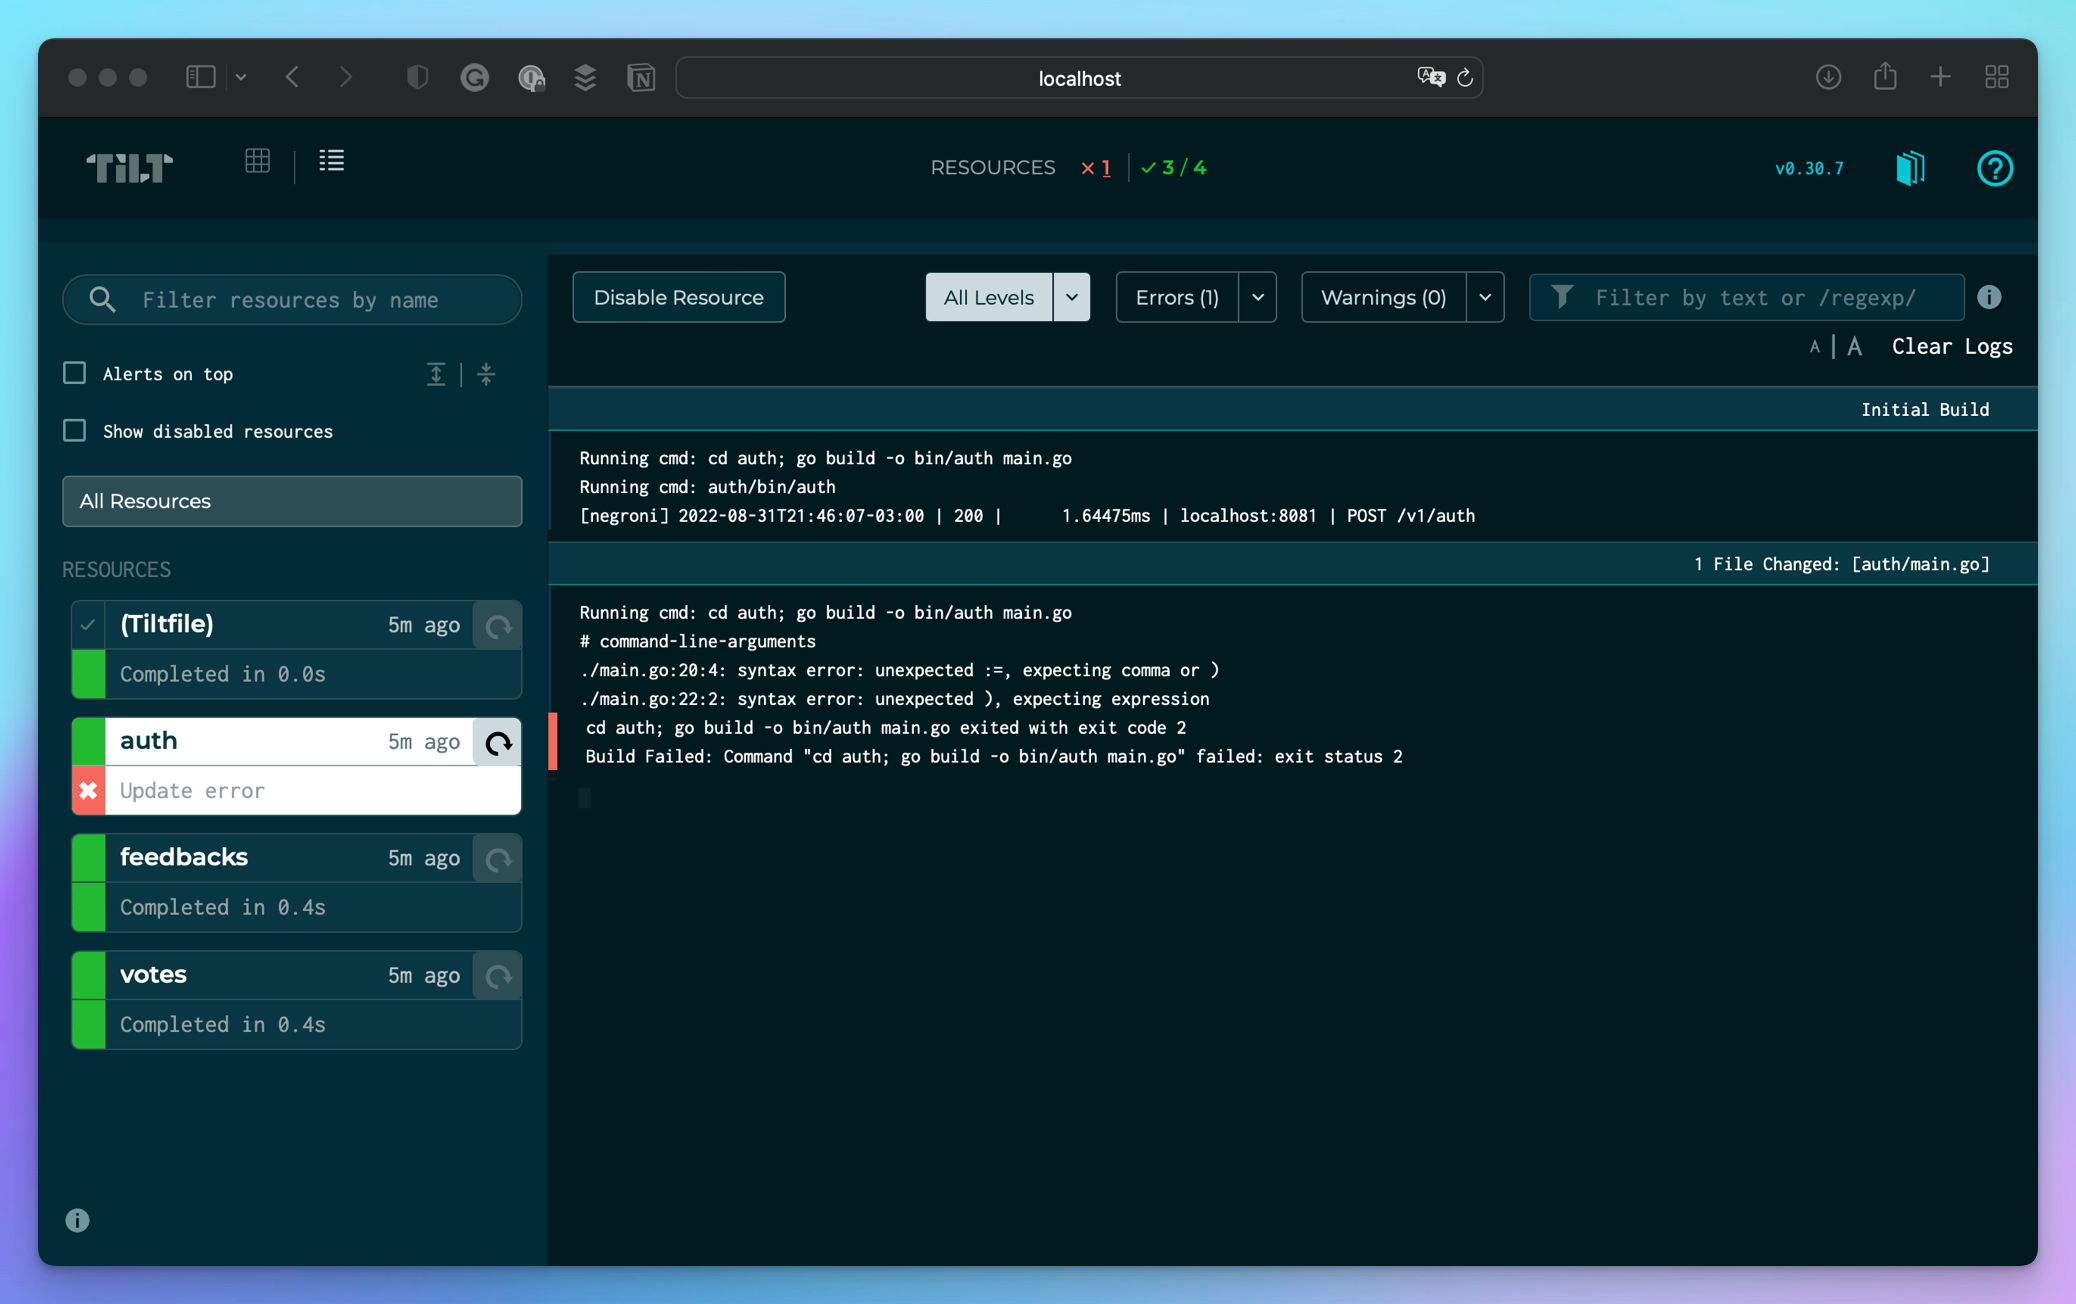 localhost
TILT
RESOURCES 1 3 / 4
v0.30.7
Filter resources by name
Alerts on top
Show disabled resources
All Resources
RESOURCES
(Tiltfile) 5m ago
Completed in 0.0s
auth 5m ago
Update error
feedbacks 5m ago
Completed in 0.4s
votes 5m ago
Completed in 0.4s
Disable Resource All Levels Errors (1) Warnings (0) Filter by text or /regexp/
A | A Clear Logs
Initial Build
Running cmd: cd auth; go build -o bin/auth main.go
Running cmd: auth/bin/auth
[negroni] 2022-08-31T21:46:07-03:00 | 200 | 1.64475ms | localhost:8081 | POST /v1/auth
1 File Changed: [auth/main.go]
Running cmd: cd auth; go build -o bin/auth main.go
# command-line-arguments
./main.go:20:4: syntax error: unexpected :=, expecting comma or )
./main.go:22:2: syntax error: unexpected ), expecting expression
cd auth; go build -o bin/auth main.go exited with exit code 2
Build Failed: Command "cd auth; go build -o bin/auth main.go" failed: exit status 2